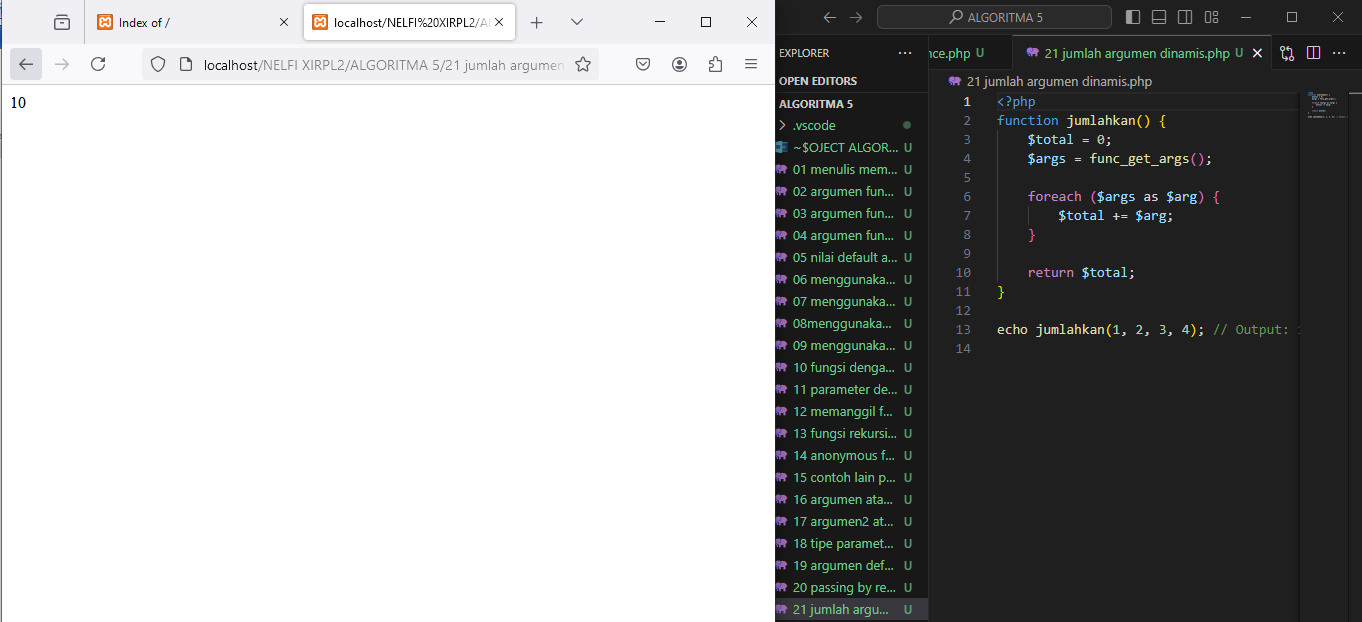 Index of /
localhost/NELFI%20XIRPL2/AL
localhost/NELFI XIRPL2/ALGORITMA 5/21 jumlah argumen
10
ALGORITMA 5
EXPLORER
nce.php U
21 jumlah argumen dinamis.php U
OPEN EDITORS
21 jumlah argumen dinamis.php
ALGORITMA 5
.vscode
~$OJECT ALGOR... U
01 menulis mem... U
02 argumen fun... U
03 argumen fun... U
04 argumen fun... U
05 nilai default a... U
06 menggunaka... U
07 menggunaka... U
08menggunaka... U
09 menggunaka... U
10 fungsi denga... U
11 parameter de... U
12 memanggil f... U
13 fungsi rekursi... U
14 anonymous f... U
15 contoh lain p... U
16 argumen ata... U
17 argumen2 at... U
18 tipe paramet... U
19 argumen def... U
20 passing by re... U
21 jumlah argu... U
1 <?php
2 function jumlahkan() {
3 $total = 0;
4 $args = func_get_args();
5
6 foreach ($args as $arg) {
7 $total += $arg;
8 }
9
10 return $total;
11 }
12
13 echo jumlahkan(1, 2, 3, 4); // Output:
14